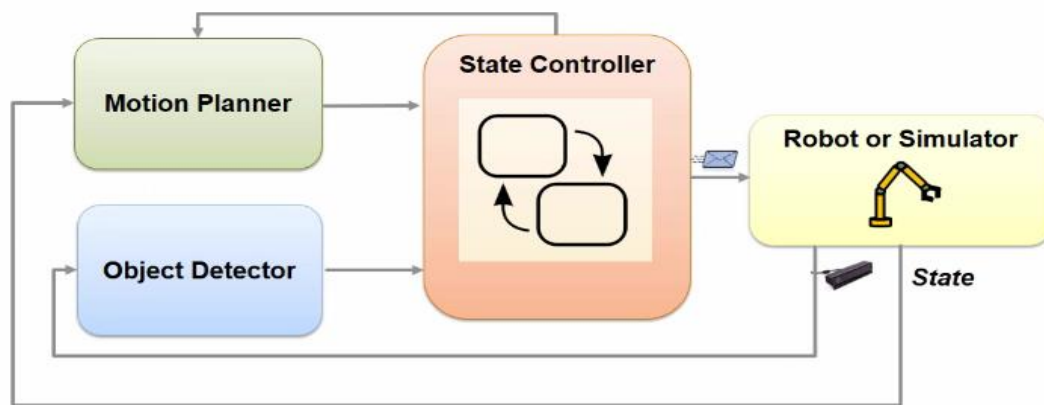 State Controller
Motion Planner
Robot or Simulator
Object Detector
State